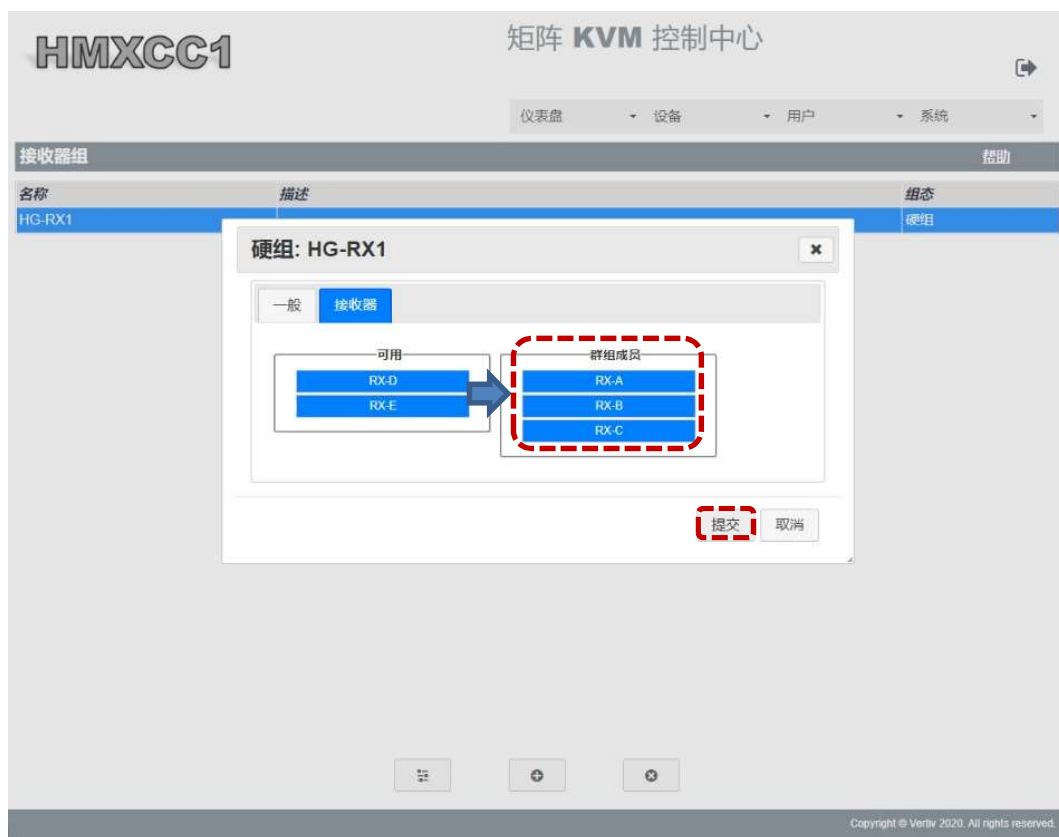 HMXCC1
矩阵 KVM 控制中心
仪表盘 设备 用户 系统
接收器组 帮助
名称 描述 组态
HG-RX1 硬组
硬组: HG-RX1
一般 接收器
可用 群组成员
RX-D RX-A
RX-E RX-B
RX-C
提交 取消
Copyright © Vertiv 2020. All rights reserved.